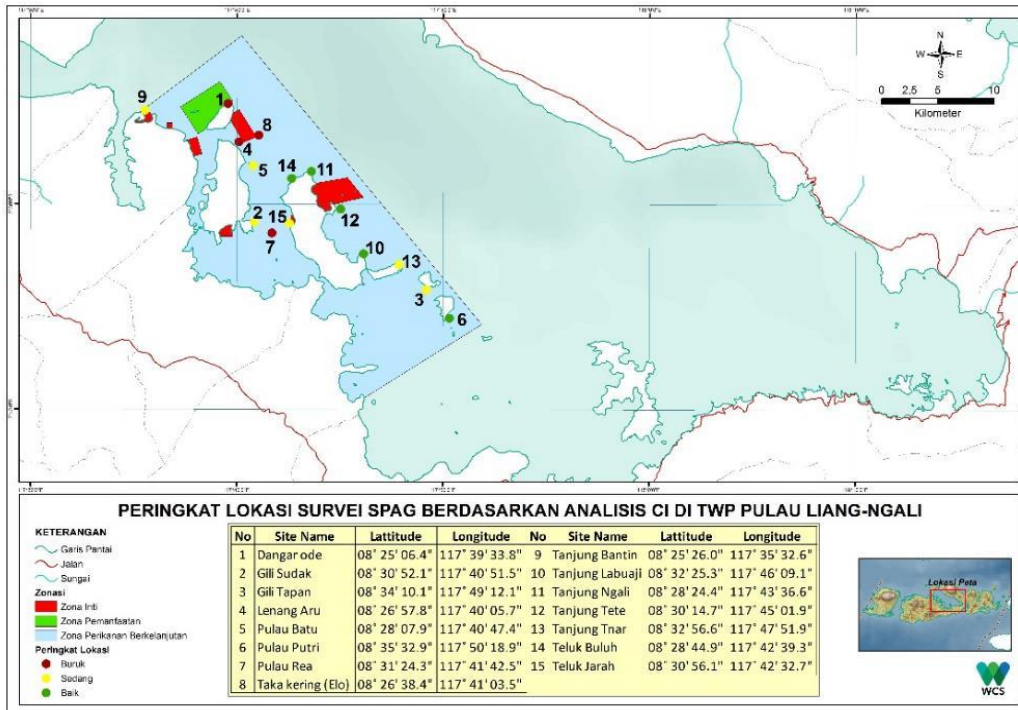 N
W E
S
0 2,5 5 10
Kilometer
9
1
8
4
5
14
11
2
15
7
12
10
13
3
6
PERINGKAT LOKASI SURVEI SPAG BERDASARKAN ANALISIS CI DI TWP PULAU LIANG-NGALI
KETERANGAN
Garis Pantai
Jalan
Sungai
Zonasi
Zona Inti
Zona Pemanfaatan
Zona Perikanan Berkelanjutan
Peringkat Lokasi
Buruk
Sedang
Baik
No Site Name Lattitude Longitude No Site Name Lattitude Longitude
1 Dangar ode 08° 25' 06.4" 117° 39' 33.8" 9 Tanjung Bantin 08° 25' 26.0" 117° 35' 32.6"
2 Gili Sudak 08° 30' 52.1" 117° 40' 51.5" 10 Tanjung Labuaji 08° 32' 25.3" 117° 46' 09.1"
3 Gili Tapan 08° 34' 10.1" 117° 49' 12.1" 11 Tanjung Ngali 08° 28' 24.4" 117° 43' 36.6"
4 Lenang Aru 08° 26' 57.8" 117° 40' 05.7" 12 Tanjung Tete 08° 30' 14.7" 117° 45' 01.9"
5 Pulau Batu 08° 28' 07.9" 117° 40' 47.4" 13 Tanjung Tnar 08° 32' 56.6" 117° 47' 51.9"
6 Pulau Putri 08° 35' 32.9" 117° 50' 18.9" 14 Teluk Buluh 08° 28' 44.9" 117° 42' 39.3"
7 Pulau Rea 08° 31' 24.3" 117° 41' 42.5" 15 Teluk Jarah 08° 30' 56.1" 117° 42' 32.7"
8 Taka kering (Elo) 08° 26' 38.4" 117° 41' 03.5"
Lokasi Peta
WCS